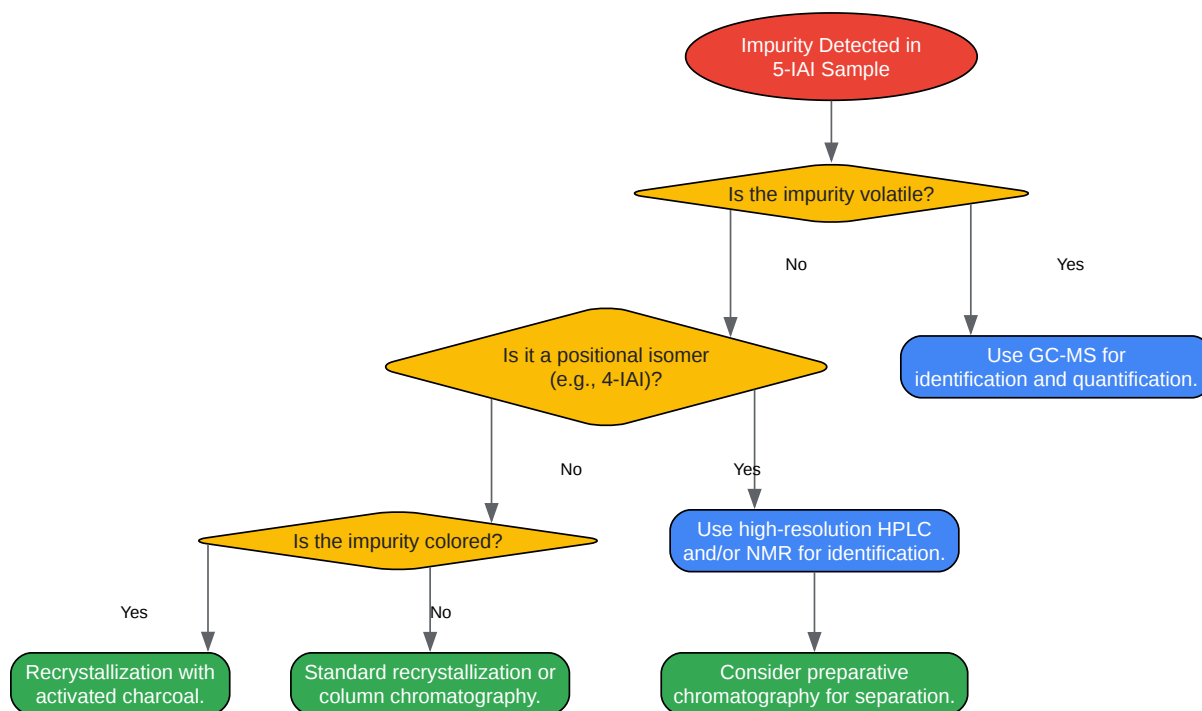 Impurity Detected in
5-IAI Sample
Is the impurity volatile?
No
Yes
Is it a positional isomer
(e.g., 4-IAI)?
Use GC-MS for
identification and quantification.
No
Yes
Is the impurity colored?
Use high-resolution HPLC
and/or NMR for identification.
Yes
No
Recrystallization with
activated charcoal.
Standard recrystallization or
column chromatography.
Consider preparative
chromatography for separation.